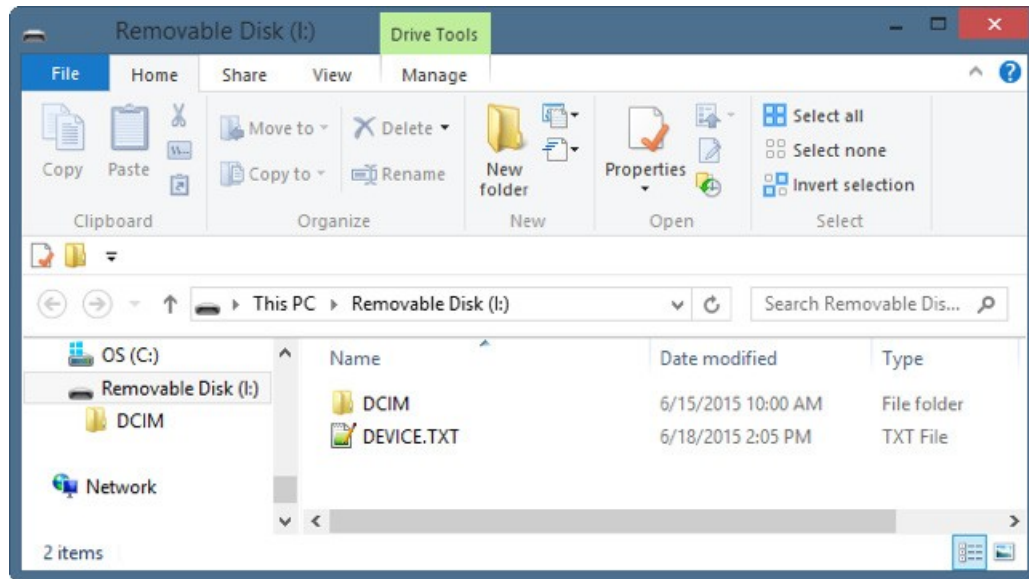 Removable Disk (I:) Drive Tools
File Home Share View Manage
Copy Paste Move to Copy to Delete Rename New folder Properties Select all Select none Invert selection
Clipboard Organize New Open Select
This PC Removable Disk (I:) Search Removable Dis...
OS (C:)
Removable Disk (I:)
DCIM
Network
Name Date modified Type
DCIM 6/15/2015 10:00 AM File folder
DEVICE.TXT 6/18/2015 2:05 PM TXT File
2 items